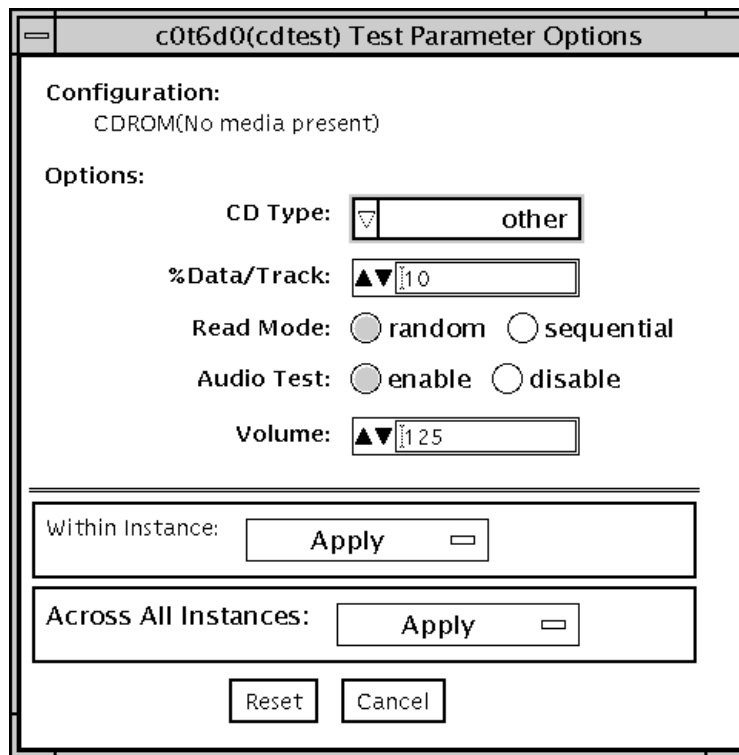 c0t6d0(cdtest) Test Parameter Options
Configuration:
CDROM(No media present)
Options:
CD Type: other
%Data/Track: 10
Read Mode: random sequential
Audio Test: enable disable
Volume: 125
Within Instance: Apply
Across All Instances: Apply
Reset Cancel